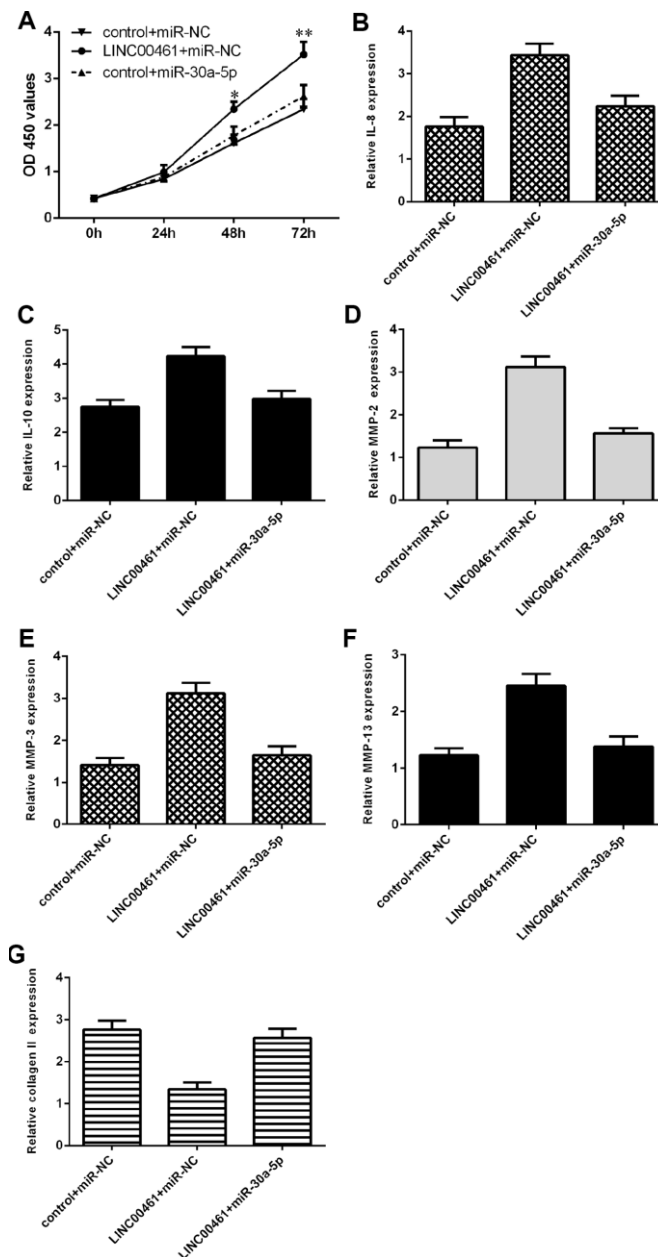 A
control+miR-NC
LINC00461+miR-NC
control+miR-30a-5p
OD 450 values
4
3
2
1
0
*
**
0h
24h
48h
72h
B
Relative IL-8 expression
4
3
2
1
0
control+miR-NC
LINC00461+miR-NC
LINC00461+miR-30a-5p
C
Relative IL-10 expression
5
4
3
2
1
0
control+miR-NC
LINC00461+miR-NC
LINC00461+miR-30a-5p
D
Relative MMP-2 expression
4
3
2
1
0
control+miR-NC
LINC00461+miR-NC
LINC00461+miR-30a-5p
E
Relative MMP-3 expression
4
3
2
1
0
control+miR-NC
LINC00461+miR-NC
LINC00461+miR-30a-5p
F
Relative MMP-13 expression
3
2
1
0
control+miR-NC
LINC00461+miR-NC
LINC00461+miR-30a-5p
G
Relative collagen II expression
4
3
2
1
0
control+miR-NC
LINC00461+miR-NC
LINC00461+miR-30a-5p